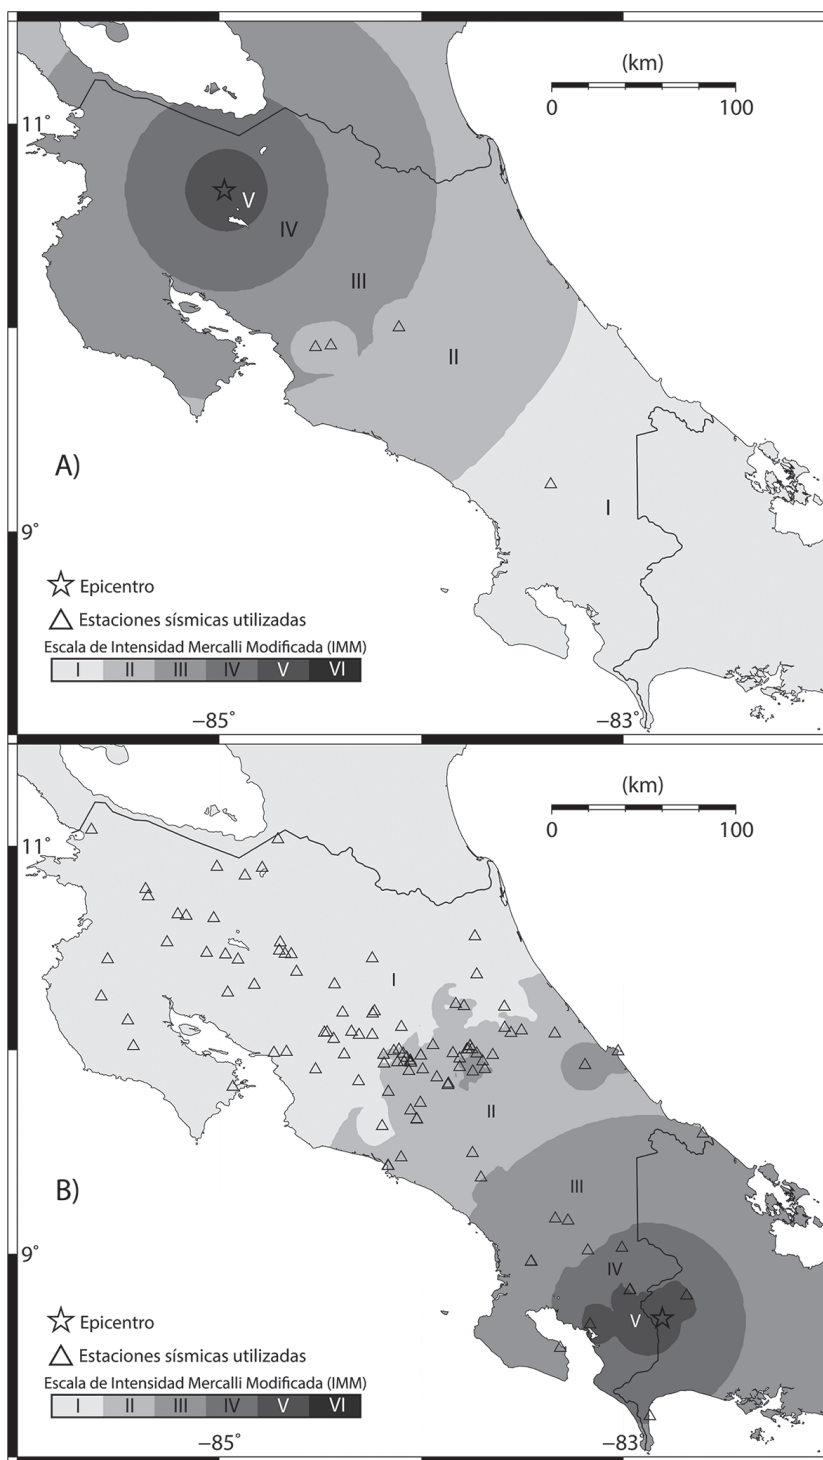 (km)
0 100
11°
V
IV
III
II
A)
I
9°
Epicentro
Estaciones sísmicas utilizadas
Escala de Intensidad Mercalli Modificada (IMM)
I II III IV V VI
−85° −83°
(km)
0 100
11°
I
II
III
B)
9°
IV
V
Epicentro
Estaciones sísmicas utilizadas
Escala de Intensidad Mercalli Modificada (IMM)
I II III IV V VI
−85° −83°